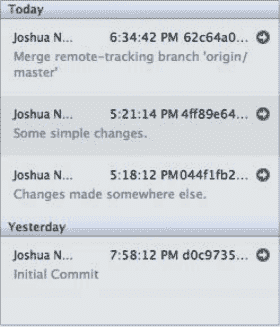 Today
Joshua N... 6:34:42 PM 62c64a0...
Merge remote-tracking branch 'origin/
master'
Joshua N... 5:21:14 PM 4ff89e64...
Some simple changes.
Joshua N... 5:18:12 PM 044f1fb2...
Changes made somewhere else.
Yesterday
Joshua N... 7:58:12 PM d0c9735...
Initial Commit